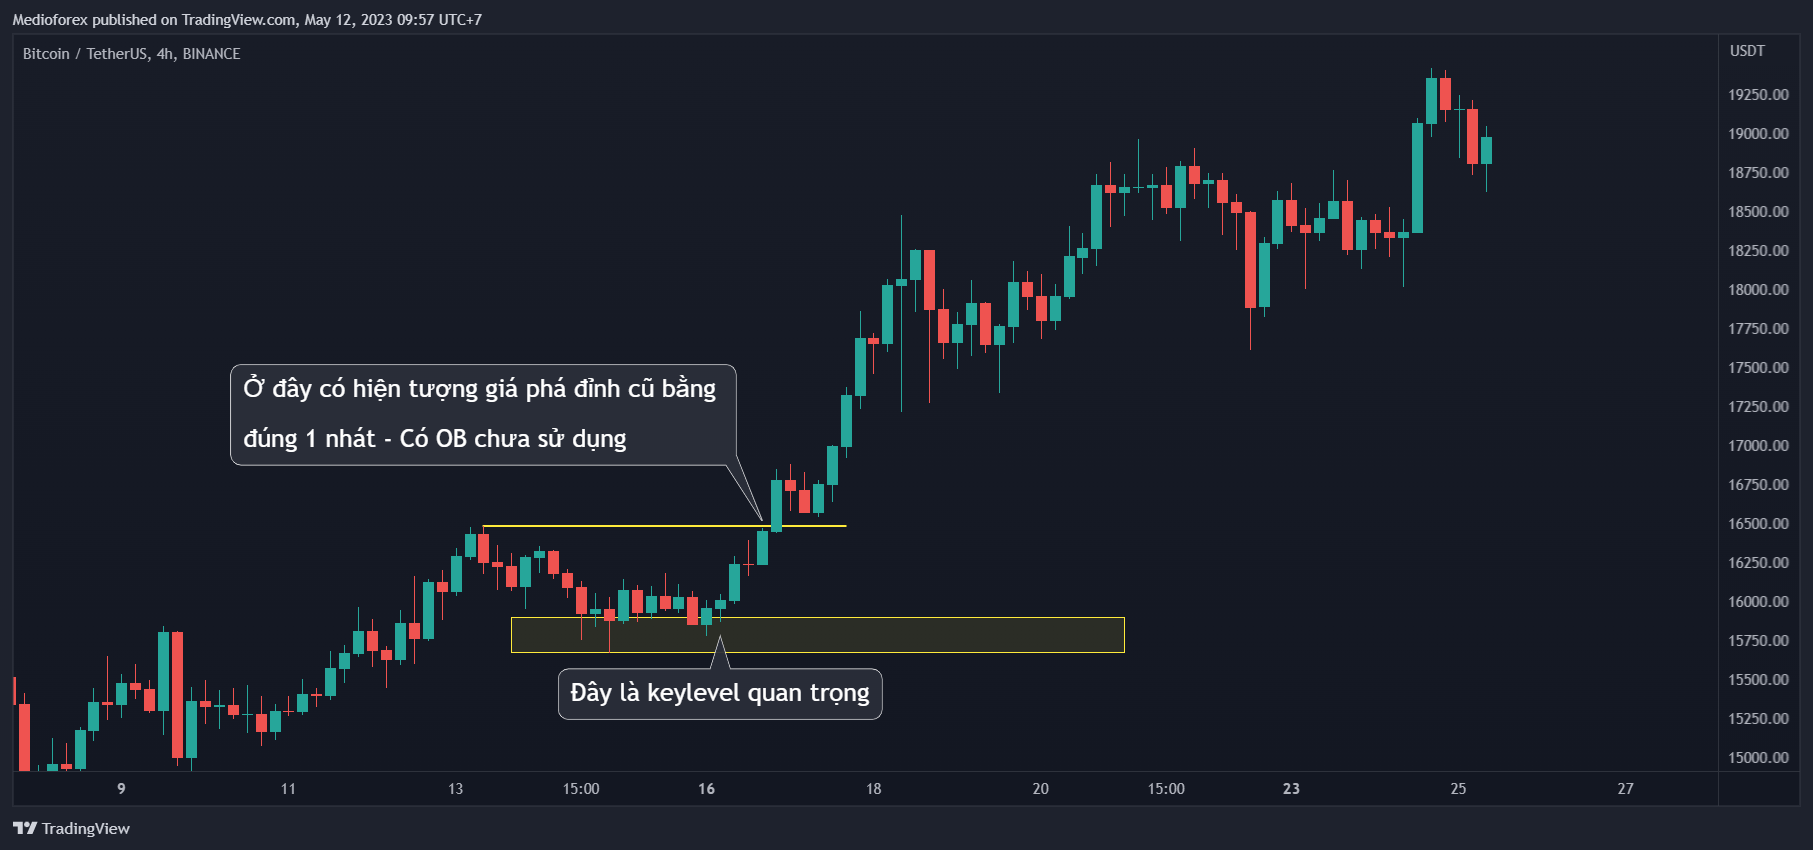 Medioforex published on TradingView.com, May 12, 2023 09:57 UTC+7
Bitcoin / TetherUS, 4h, BINANCE
USDT
19250.00
19000.00
18750.00
18500.00
18250.00
18000.00
17750.00
17500.00
17250.00
17000.00
16750.00
16500.00
16250.00
16000.00
15750.00
15500.00
15250.00
15000.00
Ở đây có hiện tượng giá phá đỉnh cũ bằng
đúng 1 nhát - Có OB chưa sử dụng
Đây là keylevel quan trọng
9 11 13 15:00 16 18 20 15:00 23 25 27
TradingView